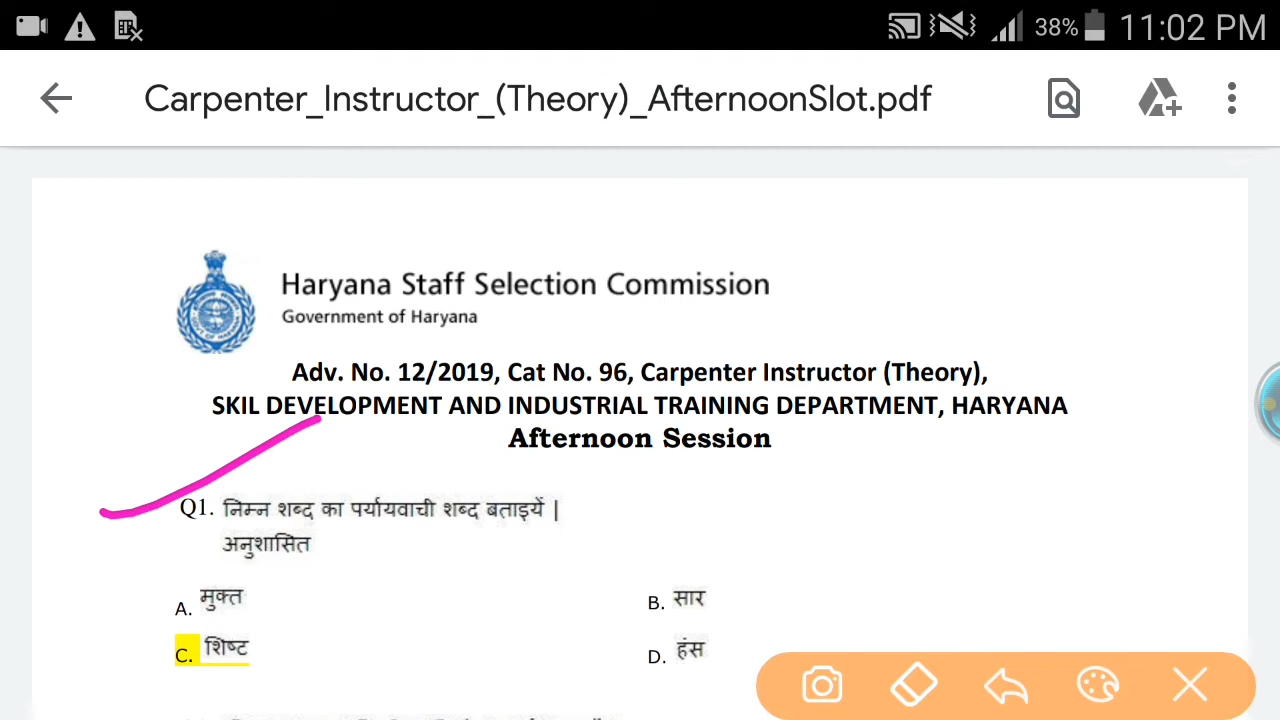 38% 11:02 PM
Carpenter_Instructor_(Theory)_AfternoonSlot.pdf
Haryana Staff Selection Commission
Government of Haryana
Adv. No. 12/2019, Cat No. 96, Carpenter Instructor (Theory),
SKIL DEVELOPMENT AND INDUSTRIAL TRAINING DEPARTMENT, HARYANA
Afternoon Session
Q1. निम्न शब्द का पर्यायवाची शब्द बताइयें |
अनुशासित
A. मुक्त B. सार
C. शिष्ट D. हंस